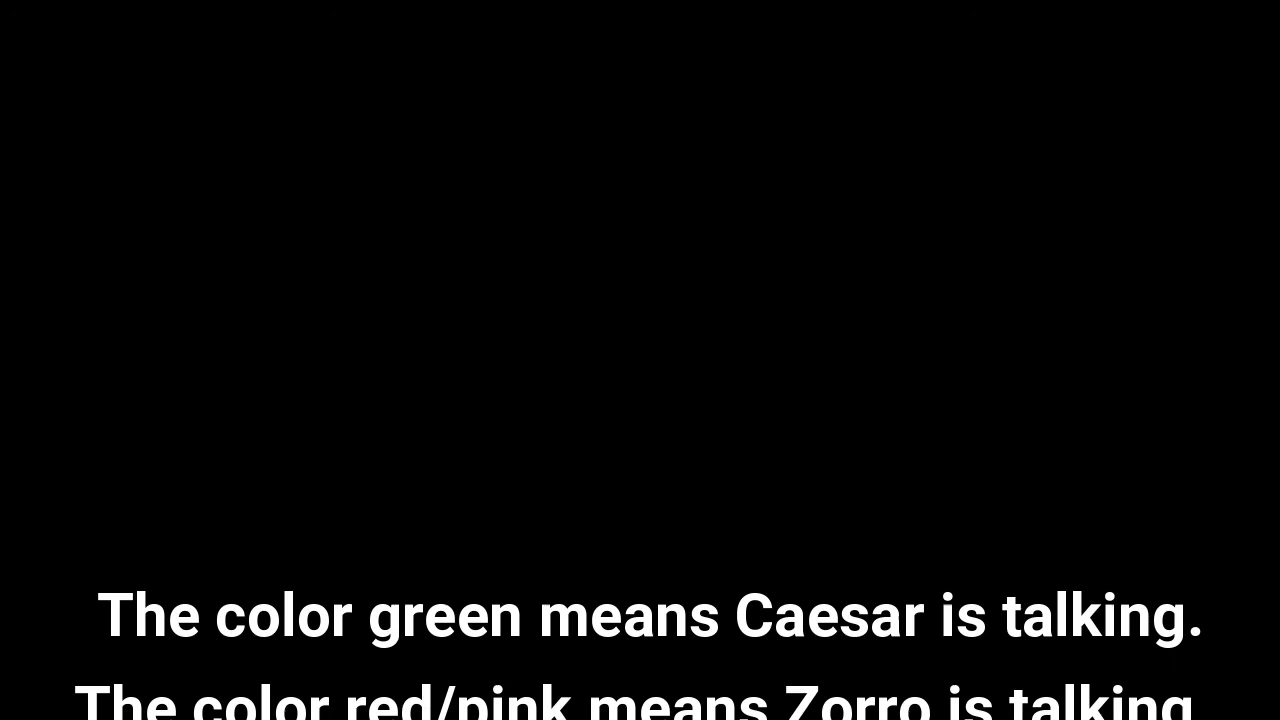 The color green means Caesar is talking.
The color red/pink means Zorro is talking